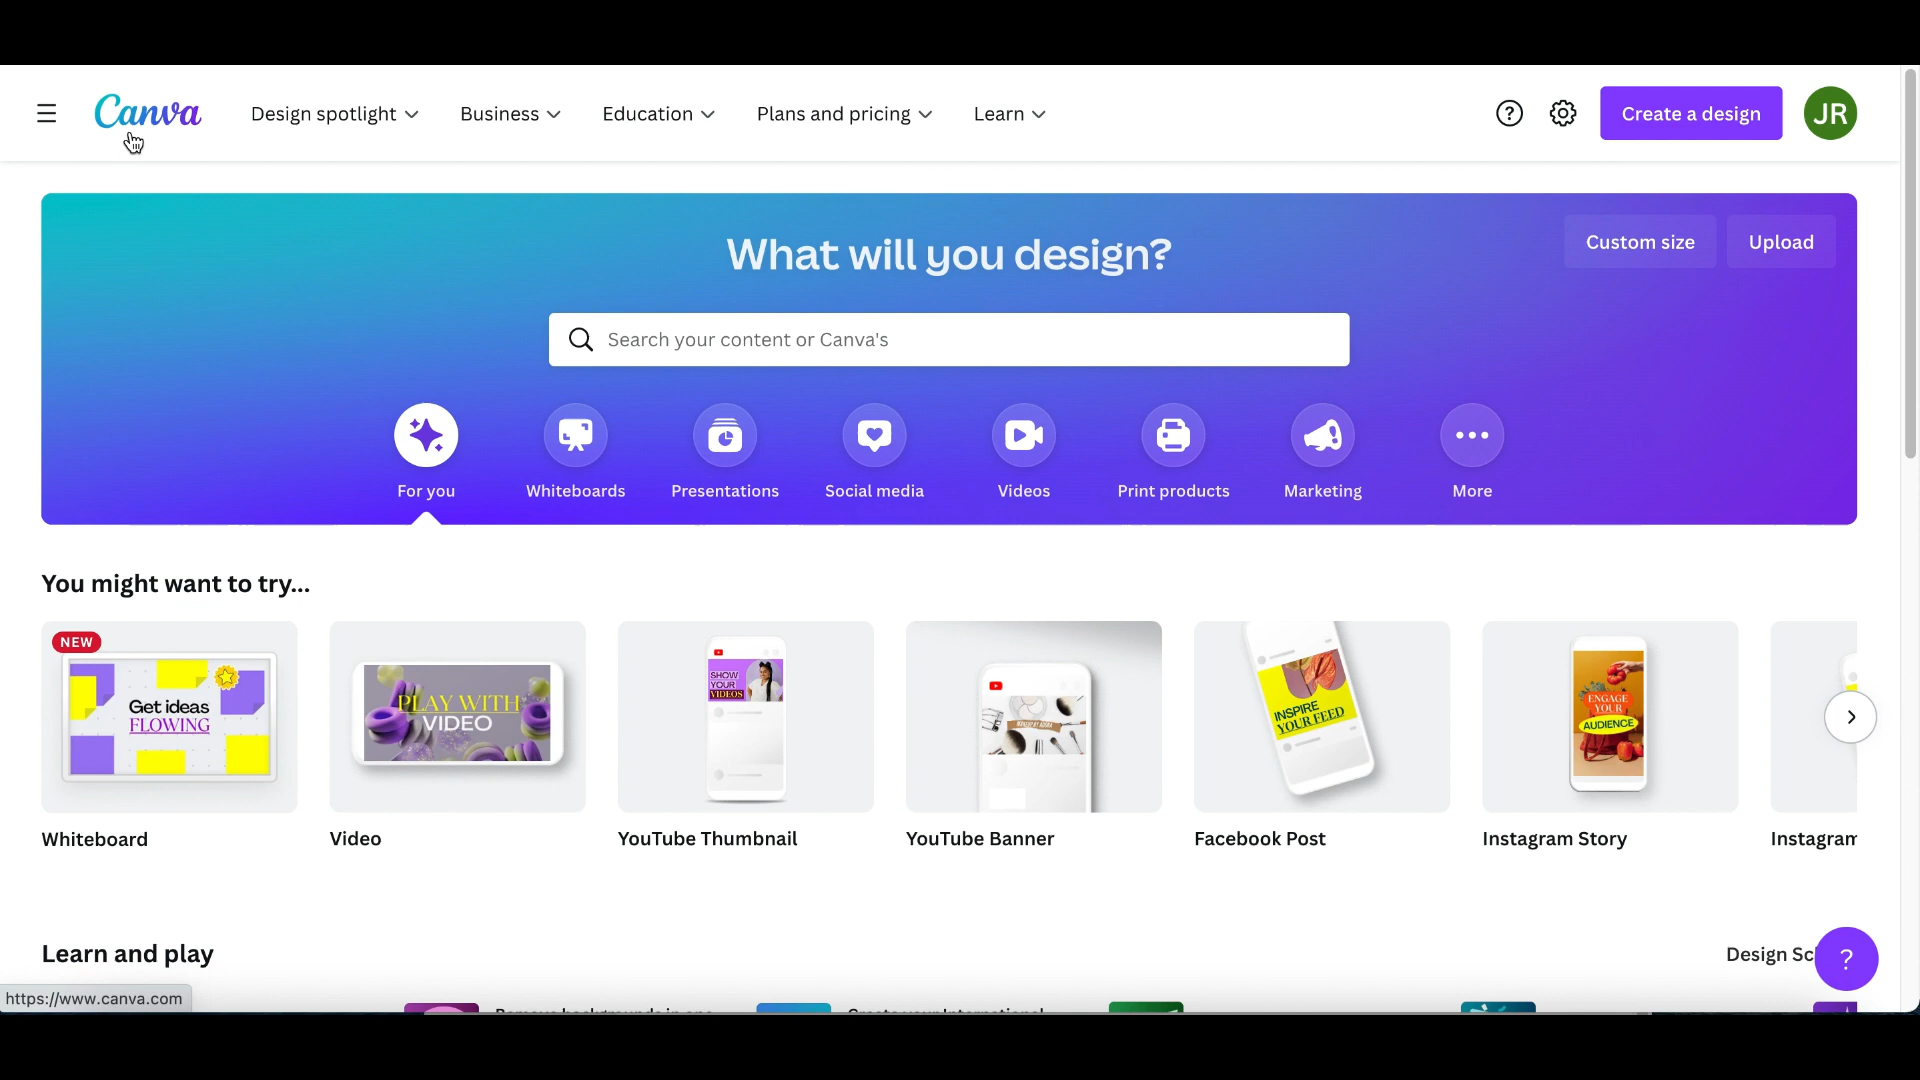 Canva
Design spotlight
Business
Education
Plans and pricing
Learn
Create a design
JR
What will you design?
Custom size
Upload
Search your content or Canva's
For you
Whiteboards
Presentations
Social media
Videos
Print products
Marketing
More
You might want to try...
NEW
Get ideas
FLOWING
PLAY WITH
VIDEO
SHOW
YOUR
VIDEOS
INSPIRE
YOUR FEED
ENGAGE
YOUR
AUDIENCE
Whiteboard
Video
YouTube Thumbnail
YouTube Banner
Facebook Post
Instagram Story
Instagram
Learn and play
Design Sc
?
https://www.canva.com